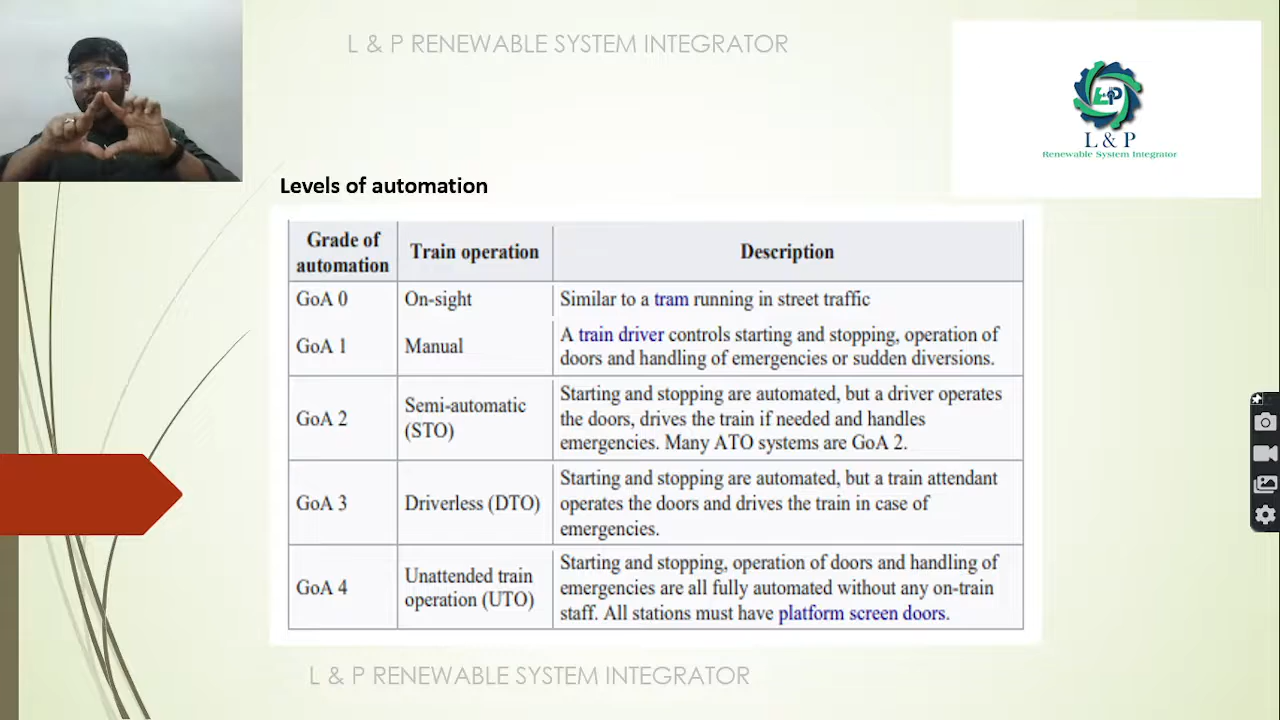 L & P RENEWABLE SYSTEM INTEGRATOR
L&P
L & P
Renewable System Integrator
Levels of automation
Grade of
automation
Train operation
Description
GoA 0
On-sight
Similar to a tram running in street traffic
GoA 1
Manual
A train driver controls starting and stopping, operation of
doors and handling of emergencies or sudden diversions.
GoA 2
Semi-automatic
(STO)
Starting and stopping are automated, but a driver operates
the doors, drives the train if needed and handles
emergencies. Many ATO systems are GoA 2.
GoA 3
Driverless (DTO)
Starting and stopping are automated, but a train attendant
operates the doors and drives the train in case of
emergencies.
GoA 4
Unattended train
operation (UTO)
Starting and stopping, operation of doors and handling of
emergencies are all fully automated without any on-train
staff. All stations must have platform screen doors.
L & P RENEWABLE SYSTEM INTEGRATOR